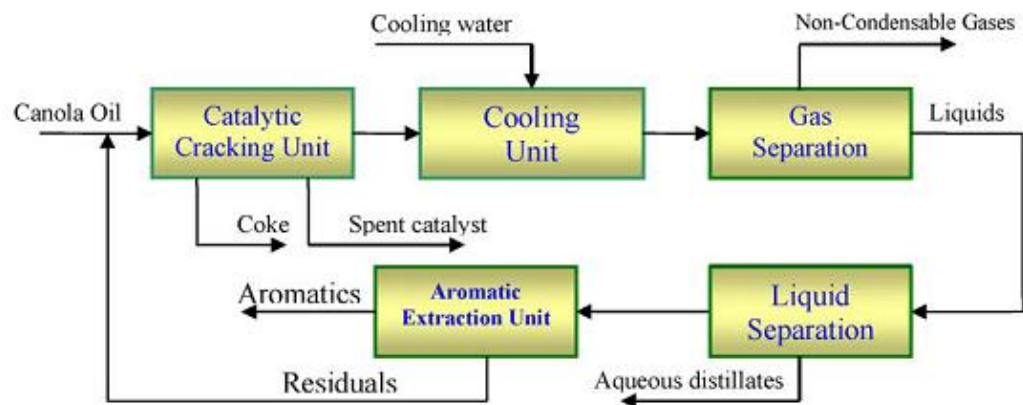 Cooling water
Non-Condensable Gases
Canola Oil
Catalytic
Cracking Unit
Cooling
Unit
Gas
Separation
Liquids
Coke
Spent catalyst
Aromatics
Aromatic
Extraction Unit
Liquid
Separation
Residuals
Aqueous distillates